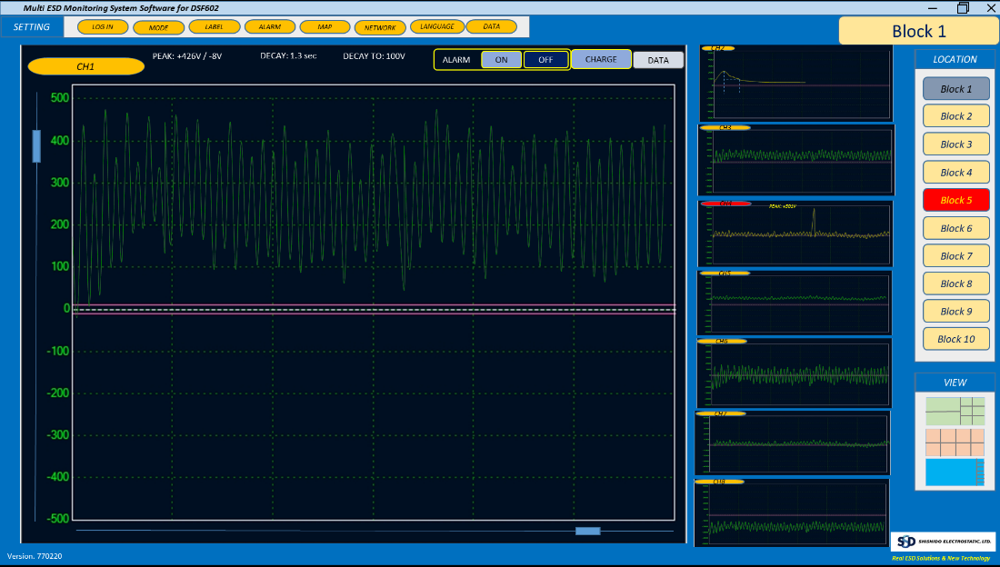 Multi ESD Monitoring System Software for DSF602
SETTING
LOG IN
MODE
LABEL
ALARM
MAP
NETWORK
LANGUAGE
DATA
Block 1
CH1
PEAK: +426V / -8V
DECAY: 1.3 sec
DECAY TO: 100V
ALARM
ON
OFF
CHARGE
DATA
500
400
300
200
100
0
-100
-200
-300
-400
-500
CH2
CH3
CH4
PEAK: +501V
CH5
CH6
CH7
CH8
LOCATION
Block 1
Block 2
Block 3
Block 4
Block 5
Block 6
Block 7
Block 8
Block 9
Block 10
VIEW
Version. 770220
SSD SHISHIDO ELECTROSTATIC, LTD.
Real ESD Solutions & New Technology